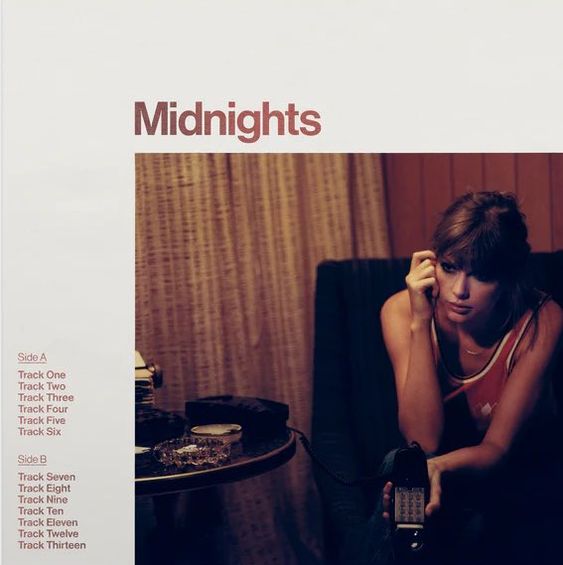 Midnights
Side A
Track One
Track Two
Track Three
Track Four
Track Five
Track Six
Side B
Track Seven
Track Eight
Track Nine
Track Ten
Track Eleven
Track Twelve
Track Thirteen